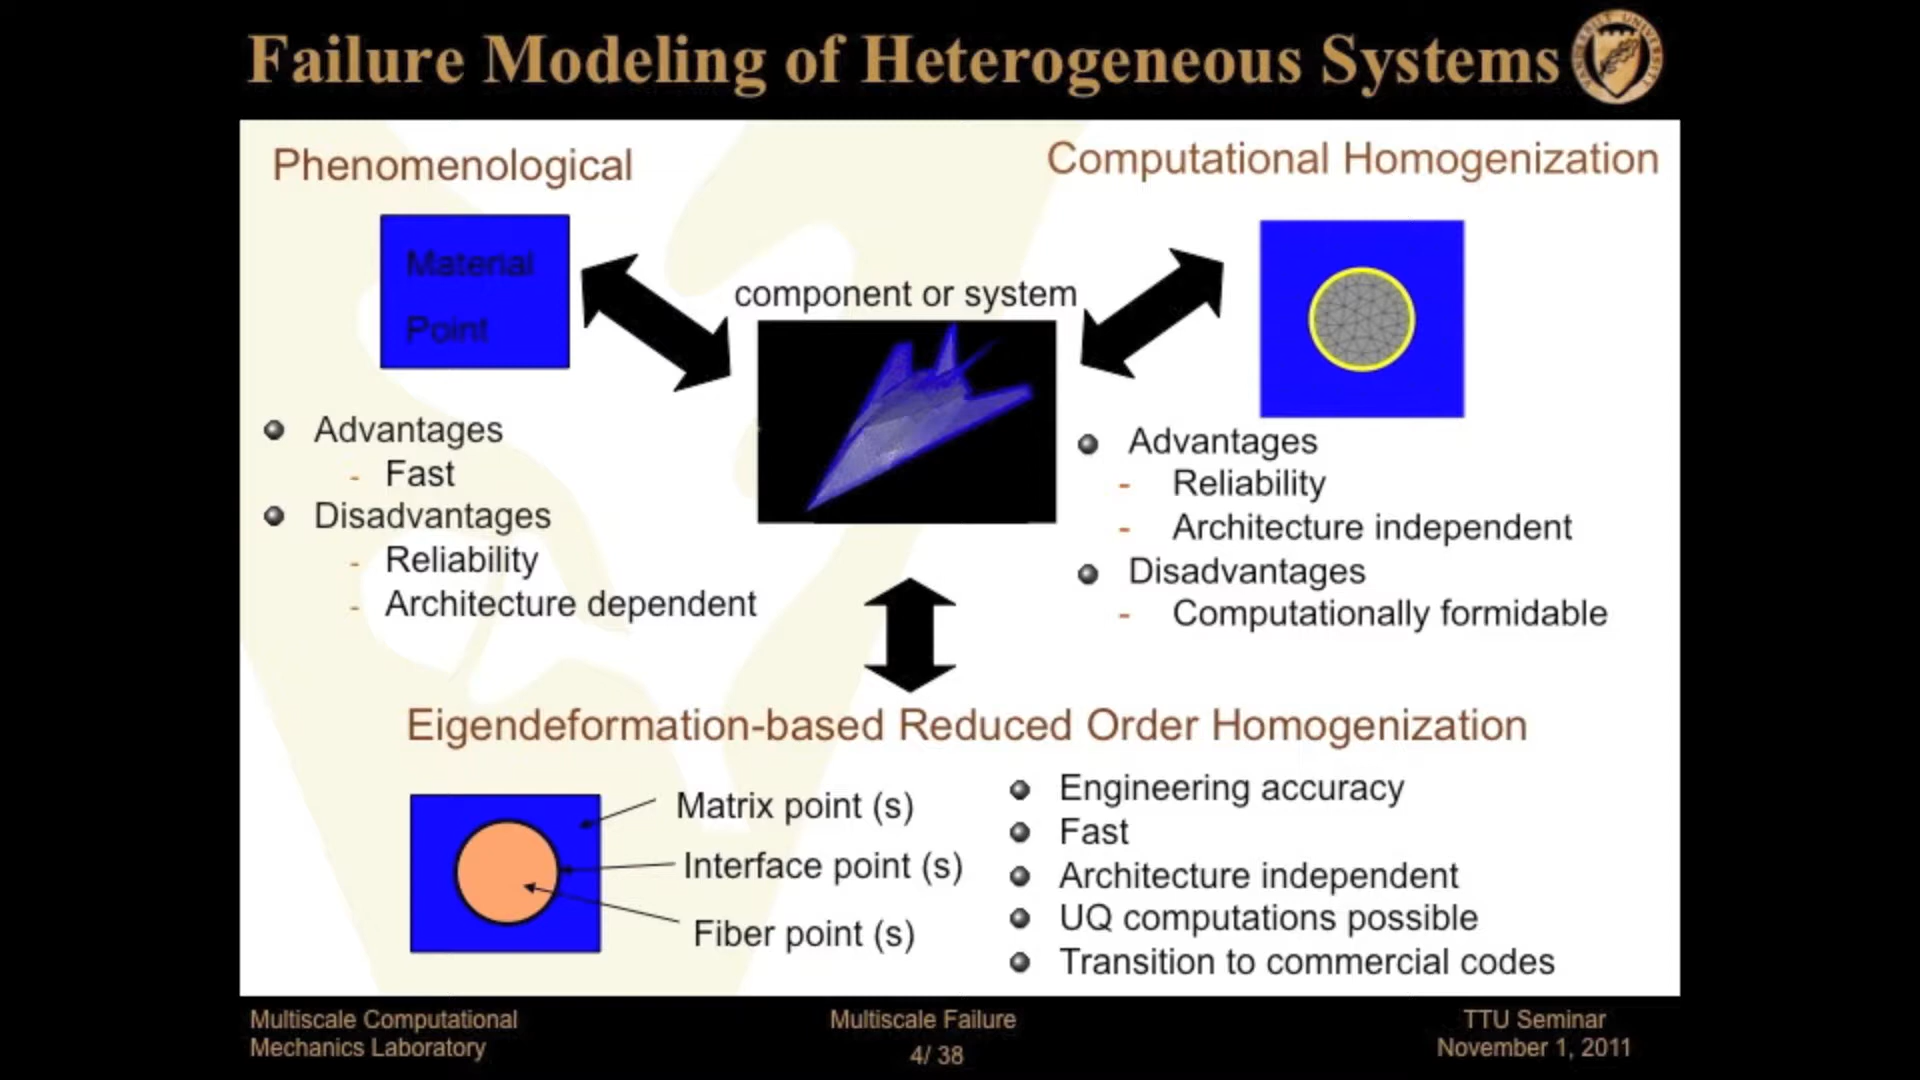 Failure Modeling of Heterogeneous Systems
VANDERBILT UNIVERSITY
Phenomenological
Computational Homogenization
Material
Point
component or system
Advantages
- Fast
Disadvantages
- Reliability
- Architecture dependent
Advantages
- Reliability
- Architecture independent
Disadvantages
- Computationally formidable
Eigendeformation-based Reduced Order Homogenization
Matrix point (s)
Interface point (s)
Fiber point (s)
Engineering accuracy
Fast
Architecture independent
UQ computations possible
Transition to commercial codes
Multiscale Computational
Mechanics Laboratory
Multiscale Failure
4/ 38
TTU Seminar
November 1, 2011